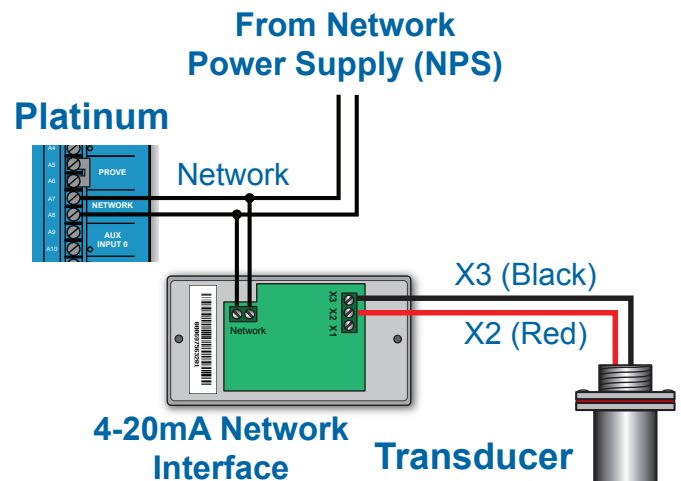 From Network
Power Supply (NPS)
Platinum
A4
A5
A6
PROVE
Network
A7
A8
NETWORK
A9
A10
AUX
INPUT 0
X3 (Black)
X3 X2 X1
Network
X2 (Red)
4-20mA Network
Interface
Transducer